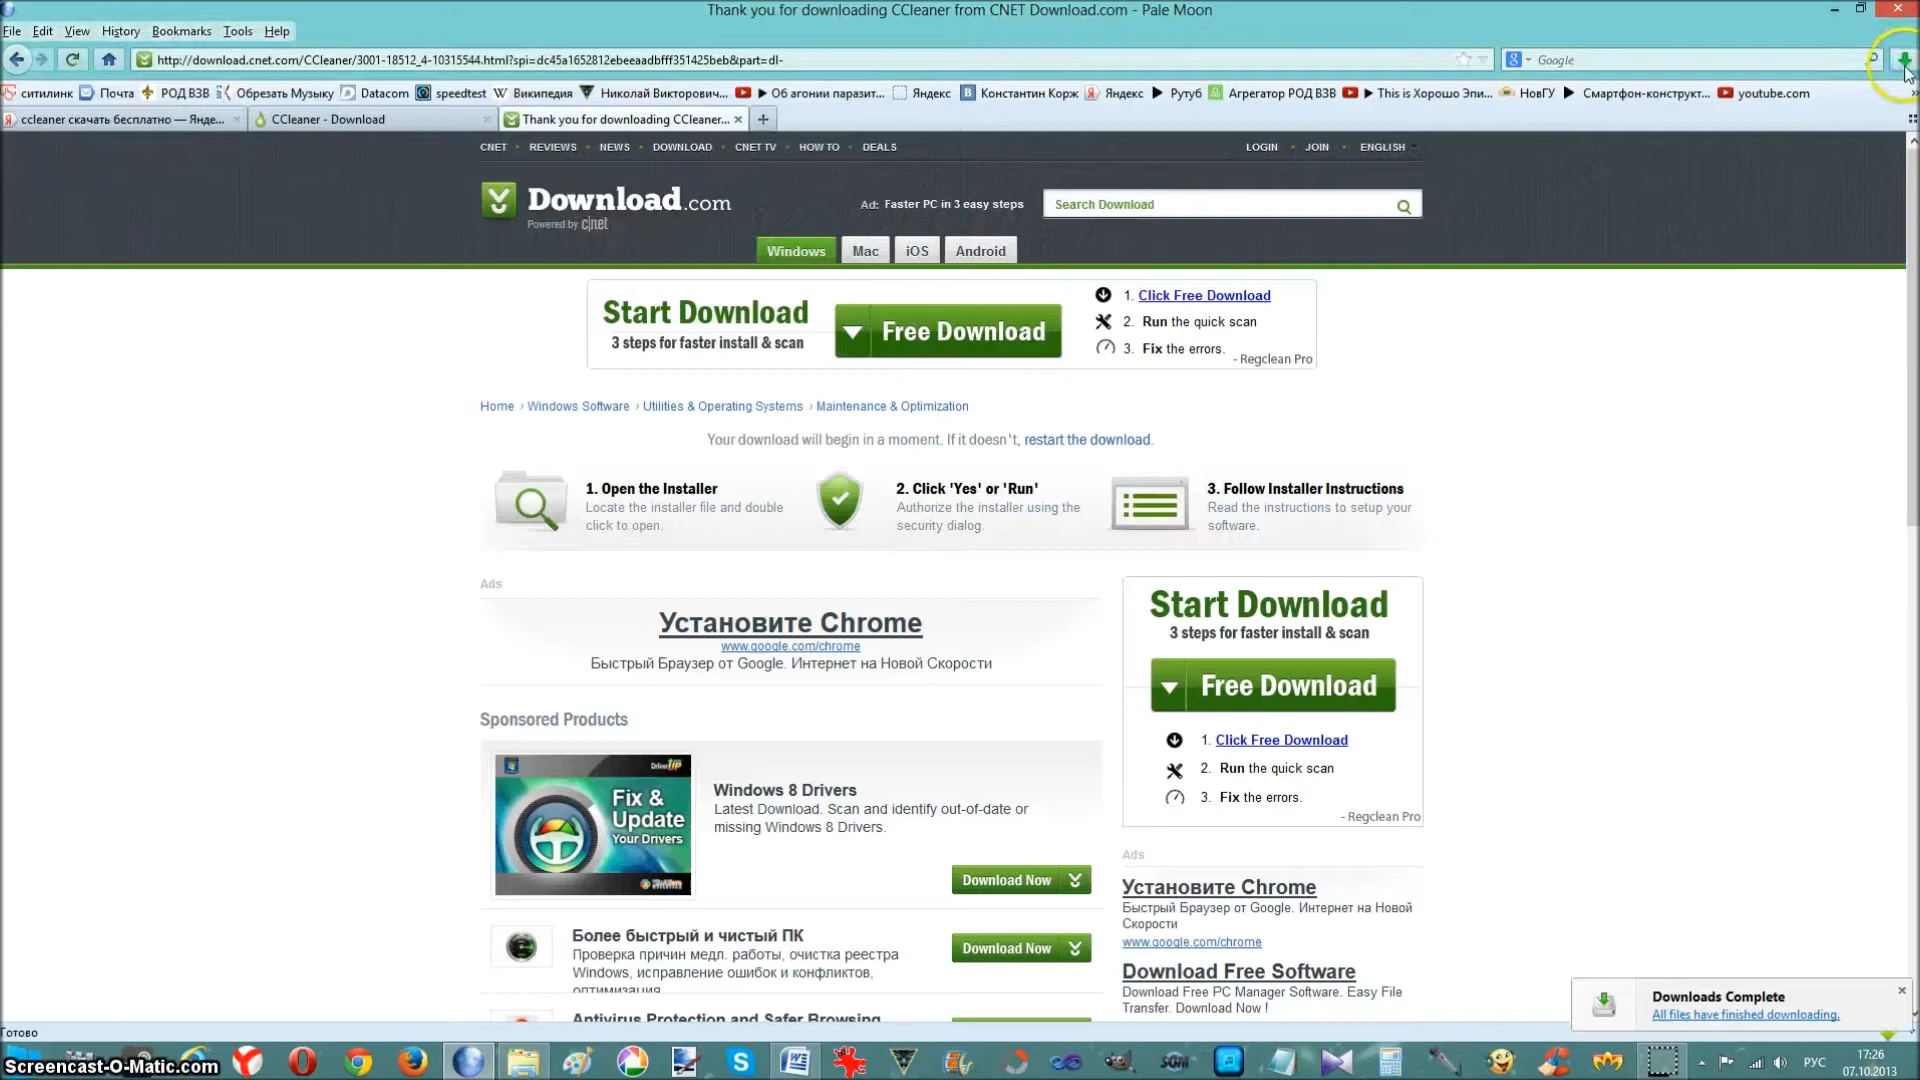 Thank you for downloading CCleaner from CNET Download.com - Pale Moon
File Edit View History Bookmarks Tools Help
http://download.cnet.com/CCleaner/3001-18512_4-10315544.html?spi=dc45a1652812ebeeaadbfff351425beb&part=dl-
Google
ситилинк Почта РОД ВЗВ Обрезать Музыку Datacom speedtest Википедия Николай Викторович... ► Об агонии паразит... Яндекс Константин Корж Яндекс Рутуб Агрегатор РОД ВЗВ ► This is Хорошо Эпи... НовГУ Смартфон-конструкт... youtube.com
ccleaner скачать бесплатно — Янде... CCleaner - Download Thank you for downloading CCleaner...
CNET REVIEWS NEWS DOWNLOAD CNET TV HOW TO DEALS LOGIN JOIN ENGLISH
Download.com
Powered by c|net
Ad: Faster PC in 3 easy steps
Search Download
Windows Mac iOS Android
Start Download
3 steps for faster install & scan
Free Download
1. Click Free Download
2. Run the quick scan
3. Fix the errors.
- Regclean Pro
Home › Windows Software › Utilities & Operating Systems › Maintenance & Optimization
Your download will begin in a moment. If it doesn't, restart the download.
1. Open the Installer
Locate the installer file and double
click to open.
2. Click 'Yes' or 'Run'
Authorize the installer using the
security dialog.
3. Follow Installer Instructions
Read the instructions to setup your
software.
Ads
Установите Chrome
www.google.com/chrome
Быстрый Браузер от Google. Интернет на Новой Скорости
Sponsored Products
DriverUP
Fix &
Update
Your Drivers
Windows 8 Drivers
Latest Download. Scan and identify out-of-date or
missing Windows 8 Drivers.
Download Now
Более быстрый и чистый ПК
Проверка причин медл. работы, очистка реестра
Windows, исправление ошибок и конфликтов,
оптимизация
Download Now
Antivirus Protection and Safer Browsing
Start Download
3 steps for faster install & scan
Free Download
1. Click Free Download
2. Run the quick scan
3. Fix the errors.
- Regclean Pro
Ads
Установите Chrome
Быстрый Браузер от Google. Интернет на Новой
Скорости
www.google.com/chrome
Download Free Software
Download Free PC Manager Software. Easy File
Transfer. Download Now !
Downloads Complete
All files have finished downloading.
Готово
Screencast-O-Matic.com
РУС
17:26
07.10.2013